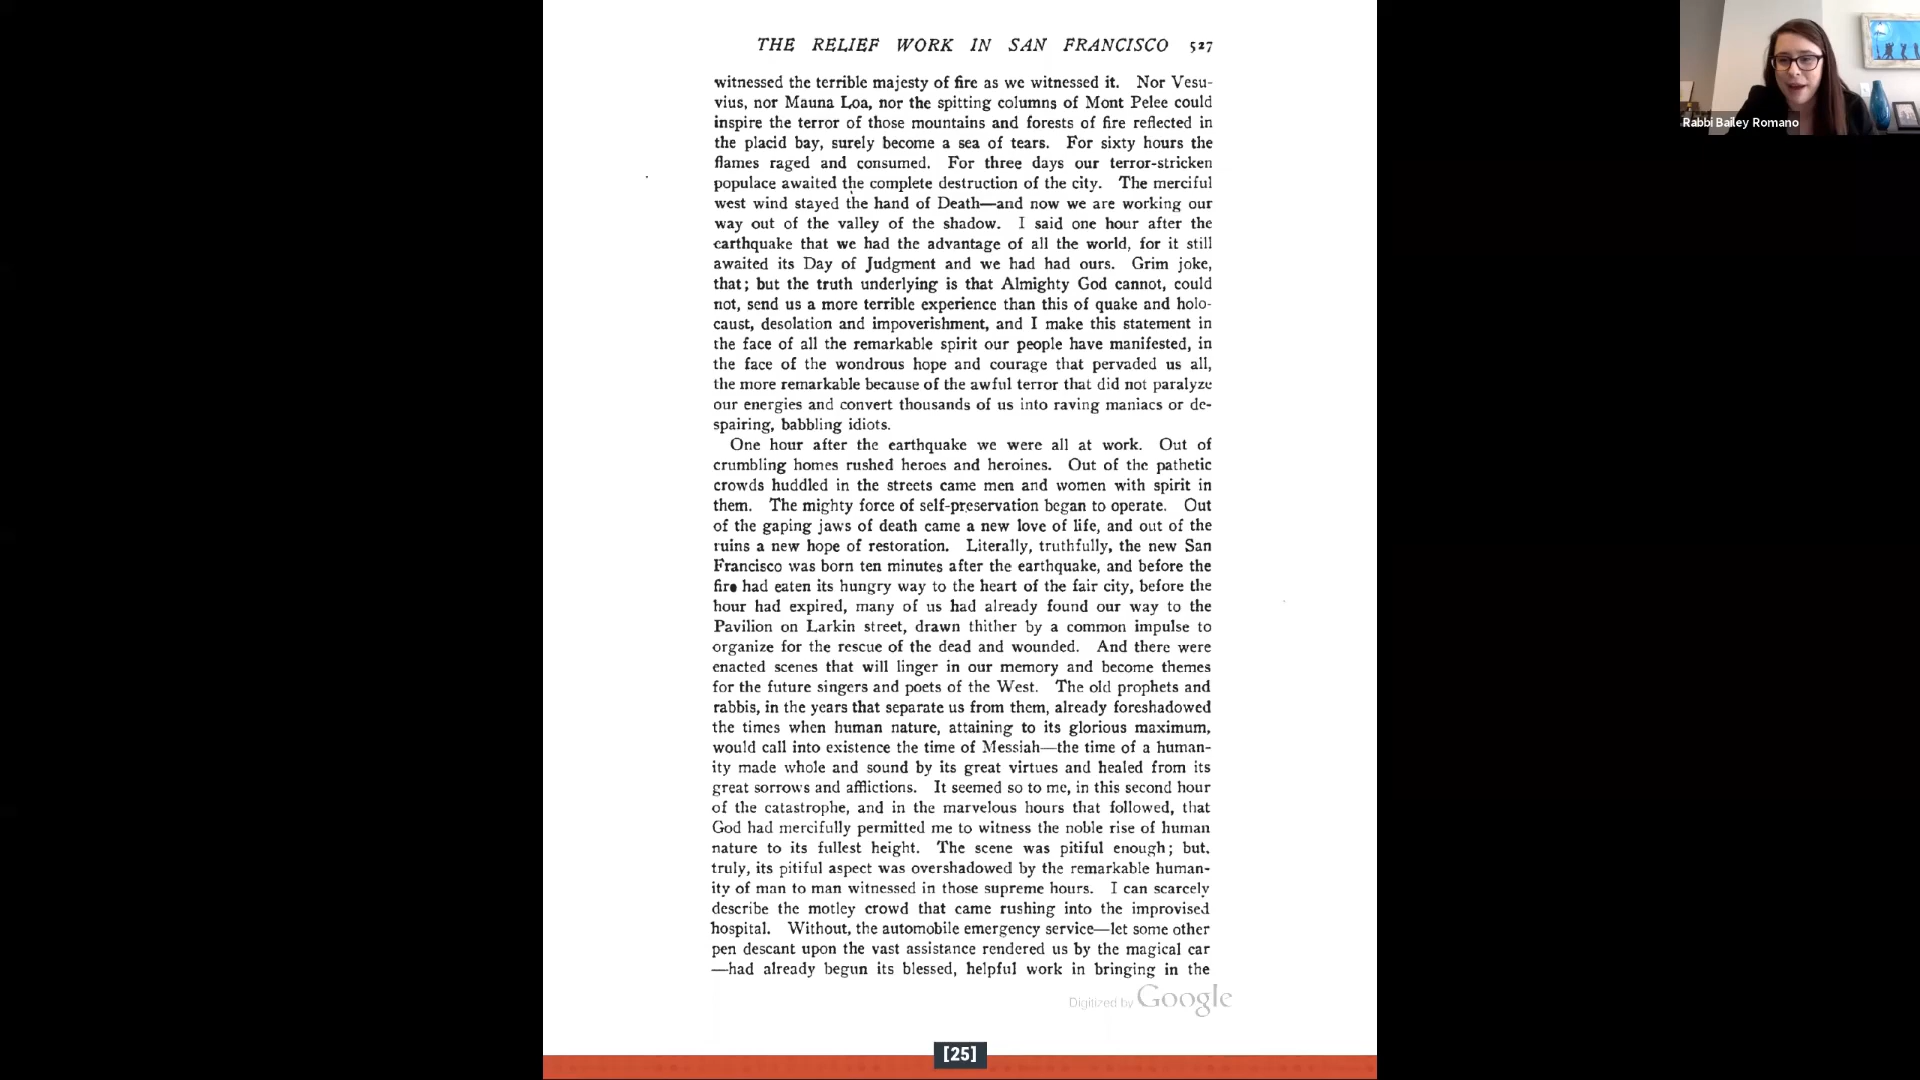 THE RELIEF WORK IN SAN FRANCISCO 527
witnessed the terrible majesty of fire as we witnessed it. Nor Vesu-
vius, nor Mauna Loa, nor the spitting columns of Mont Pelee could
inspire the terror of those mountains and forests of fire reflected in
the placid bay, surely become a sea of tears. For sixty hours the
flames raged and consumed. For three days our terror-stricken
populace awaited the complete destruction of the city. The merciful
west wind stayed the hand of Death—and now we are working our
way out of the valley of the shadow. I said one hour after the
earthquake that we had the advantage of all the world, for it still
awaited its Day of Judgment and we had had ours. Grim joke,
that; but the truth underlying is that Almighty God cannot, could
not, send us a more terrible experience than this of quake and holo-
caust, desolation and impoverishment, and I make this statement in
the face of all the remarkable spirit our people have manifested, in
the face of the wondrous hope and courage that pervaded us all,
the more remarkable because of the awful terror that did not paralyze
our energies and convert thousands of us into raving maniacs or de-
spairing, babbling idiots.
One hour after the earthquake we were all at work. Out of
crumbling homes rushed heroes and heroines. Out of the pathetic
crowds huddled in the streets came men and women with spirit in
them. The mighty force of self-preservation began to operate. Out
of the gaping jaws of death came a new love of life, and out of the
ruins a new hope of restoration. Literally, truthfully, the new San
Francisco was born ten minutes after the earthquake, and before the
fire had eaten its hungry way to the heart of the fair city, before the
hour had expired, many of us had already found our way to the
Pavilion on Larkin street, drawn thither by a common impulse to
organize for the rescue of the dead and wounded. And there were
enacted scenes that will linger in our memory and become themes
for the future singers and poets of the West. The old prophets and
rabbis, in the years that separate us from them, already foreshadowed
the times when human nature, attaining to its glorious maximum,
would call into existence the time of Messiah—the time of a human-
ity made whole and sound by its great virtues and healed from its
great sorrows and afflictions. It seemed so to me, in this second hour
of the catastrophe, and in the marvelous hours that followed, that
God had mercifully permitted me to witness the noble rise of human
nature to its fullest height. The scene was pitiful enough; but,
truly, its pitiful aspect was overshadowed by the remarkable human-
ity of man to man witnessed in those supreme hours. I can scarcely
describe the motley crowd that came rushing into the improvised
hospital. Without, the automobile emergency service—let some other
pen descant upon the vast assistance rendered us by the magical car
—had already begun its blessed, helpful work in bringing in the
Digitized by Google
[25]
Rabbi Bailey Romano